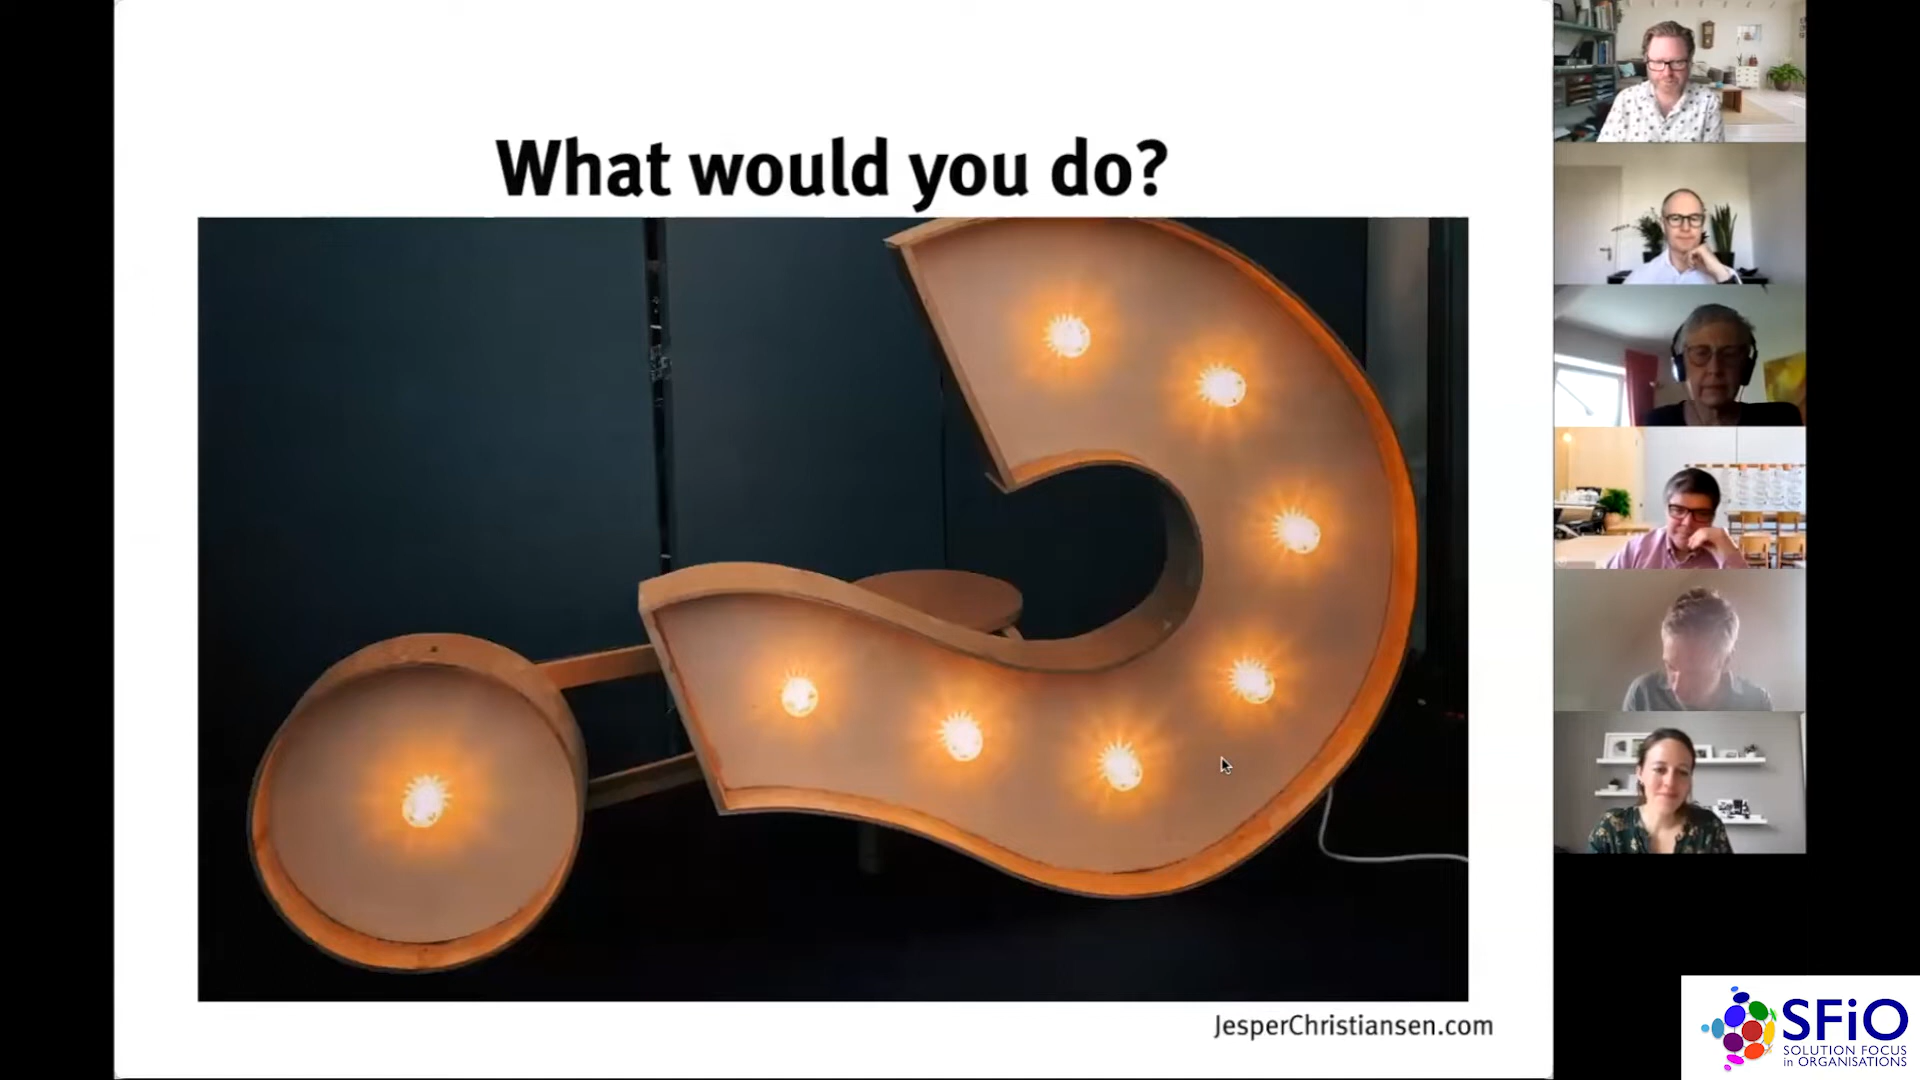 What would you do?
JesperChristiansen.com
SFiO
SOLUTION FOCUS
in ORGANISATIONS